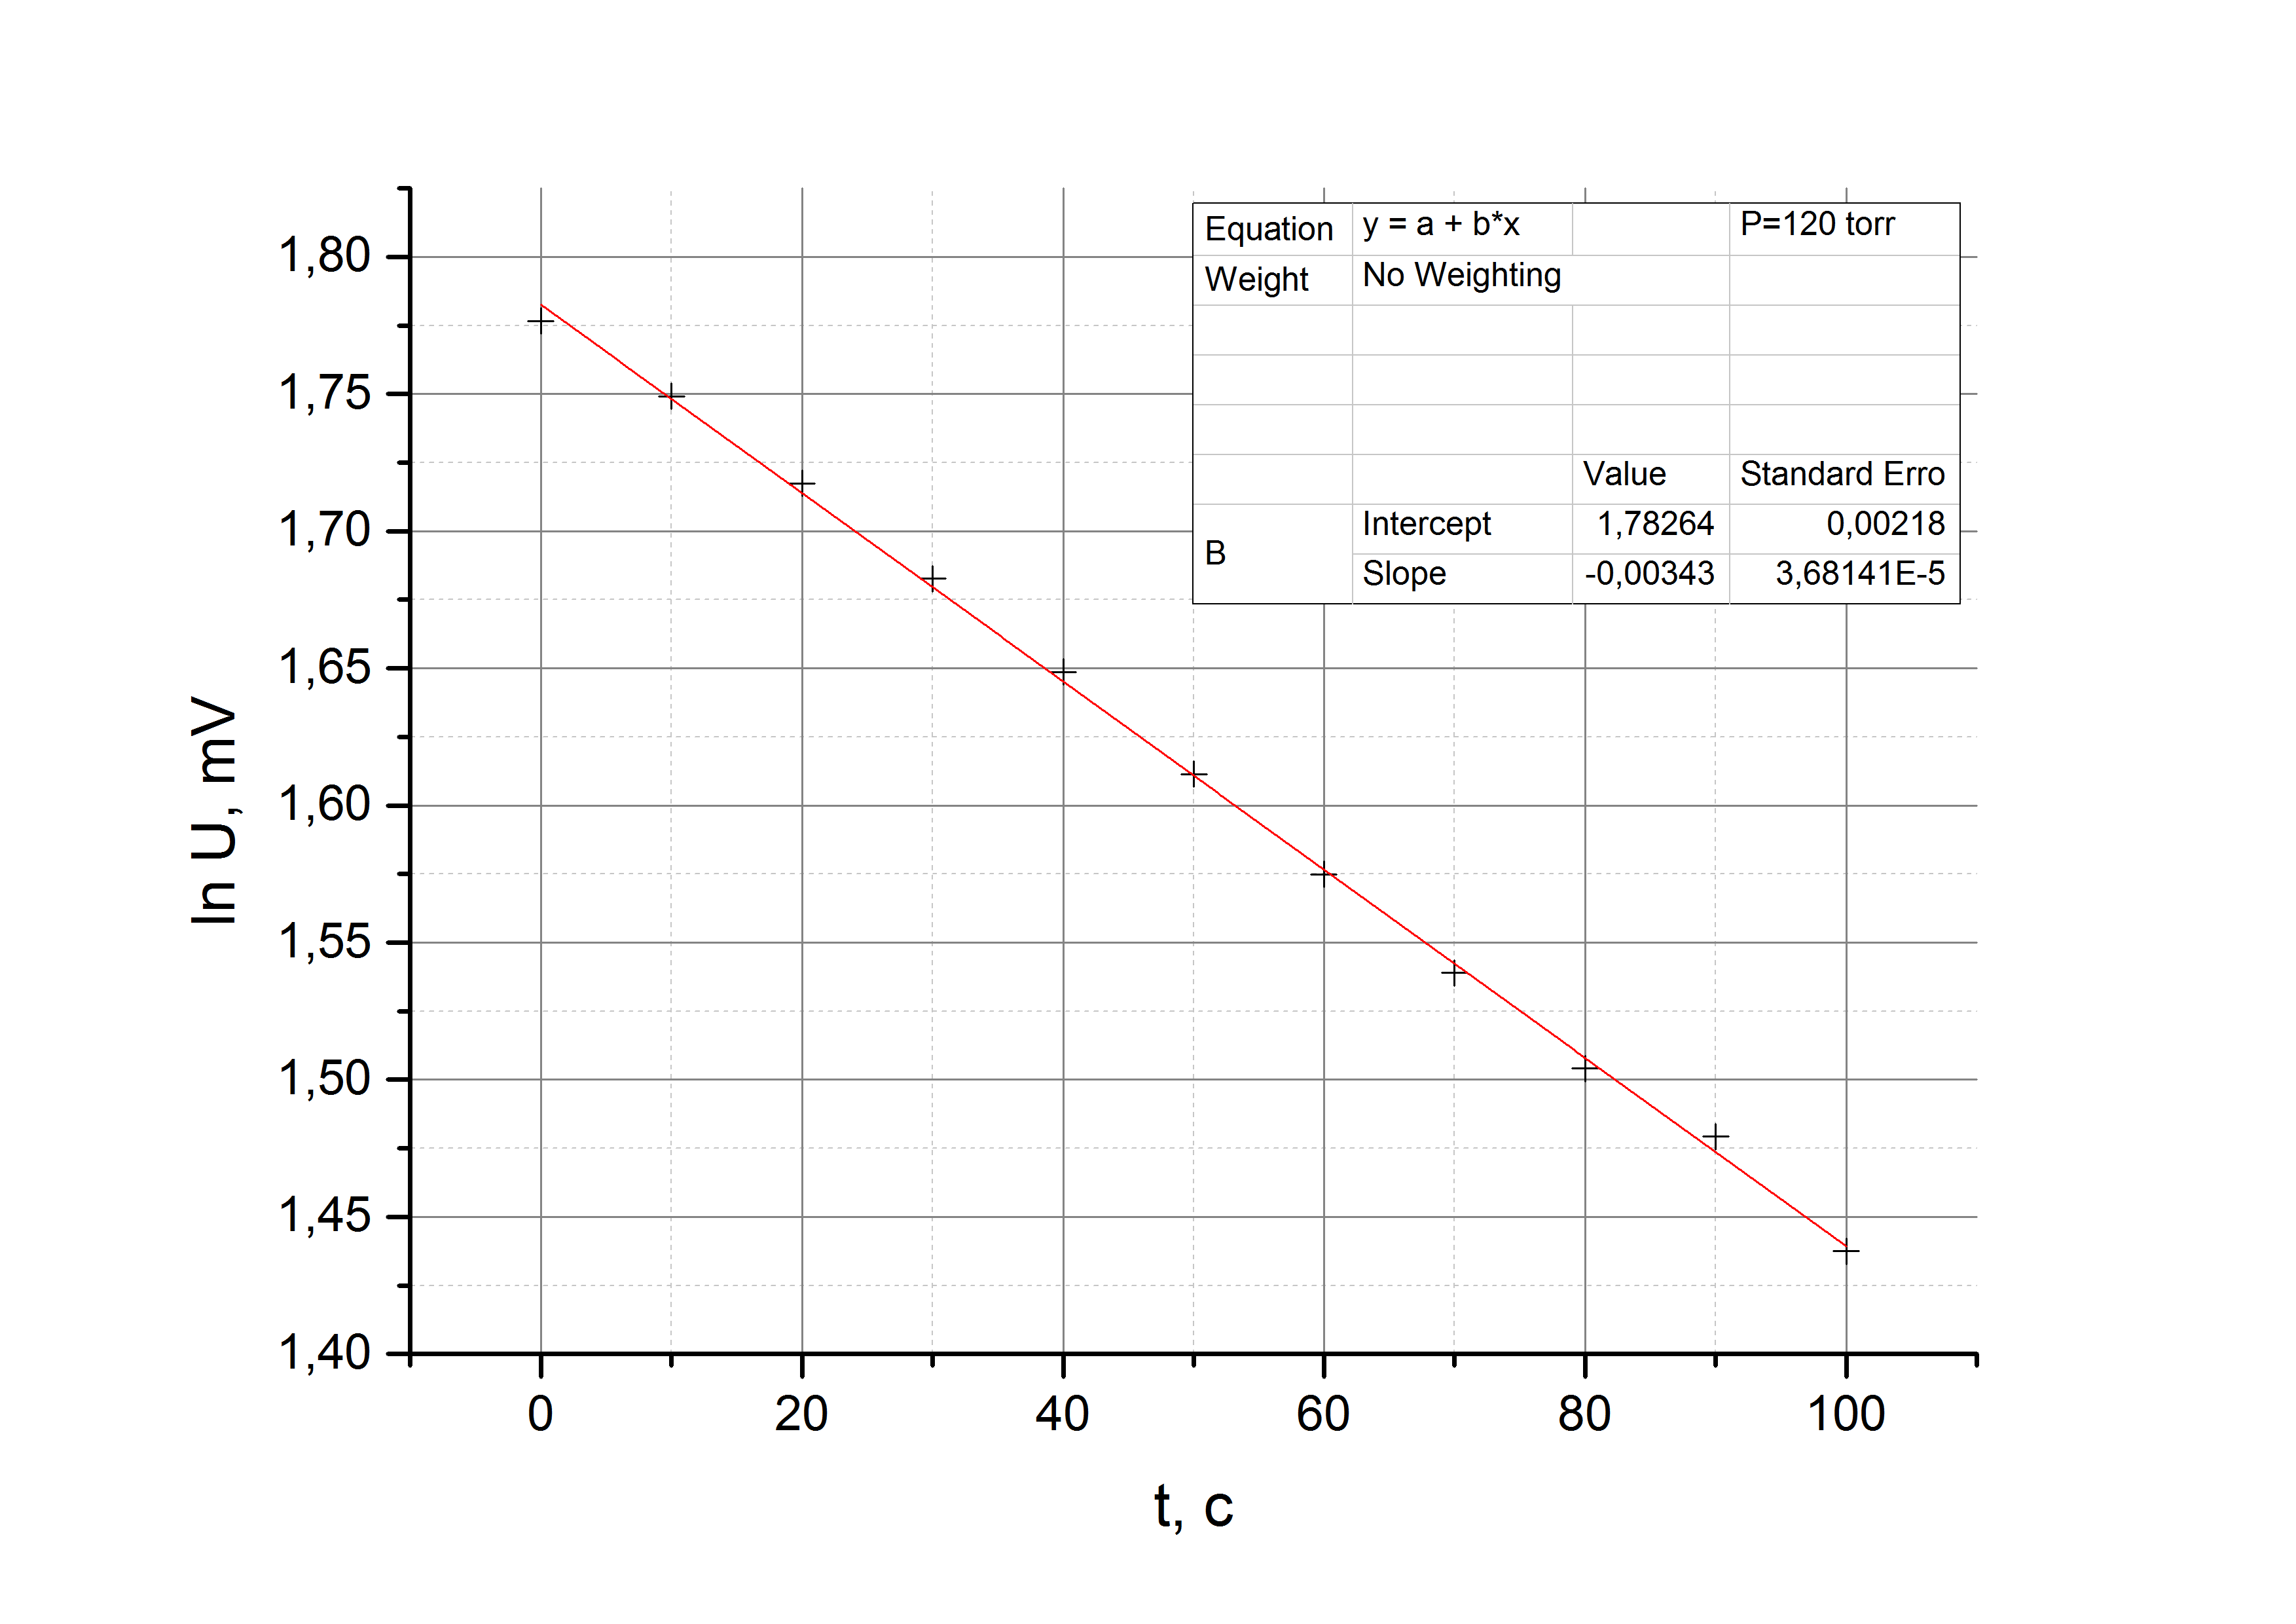 Equation y = a + b*x P=120 torr
Weight No Weighting
Value Standard Erro
B
Intercept 1,78264 0,00218
Slope -0,00343 3,68141E-5
ln U, mV
1,80
1,75
1,70
1,65
1,60
1,55
1,50
1,45
1,40
0 20 40 60 80 100
t, c